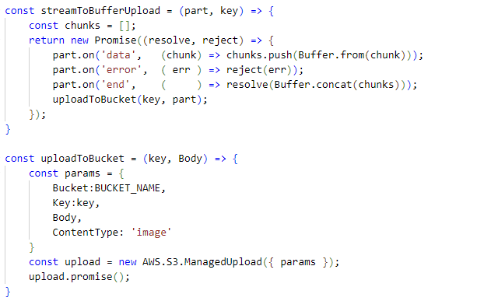 const streamToBufferUpload = (part, key) => {
    const chunks = [];
    return new Promise((resolve, reject) => {
        part.on('data',   (chunk) => chunks.push(Buffer.from(chunk)));
        part.on('error',  ( err ) => reject(err));
        part.on('end',    (     ) => resolve(Buffer.concat(chunks)));
        uploadToBucket(key, part);
    });
}

const uploadToBucket = (key, Body) => {
    const params = {
        Bucket:BUCKET_NAME,
        Key:key,
        Body,
        ContentType: 'image'
    }
    const upload = new AWS.S3.ManagedUpload({ params });
    upload.promise();
}